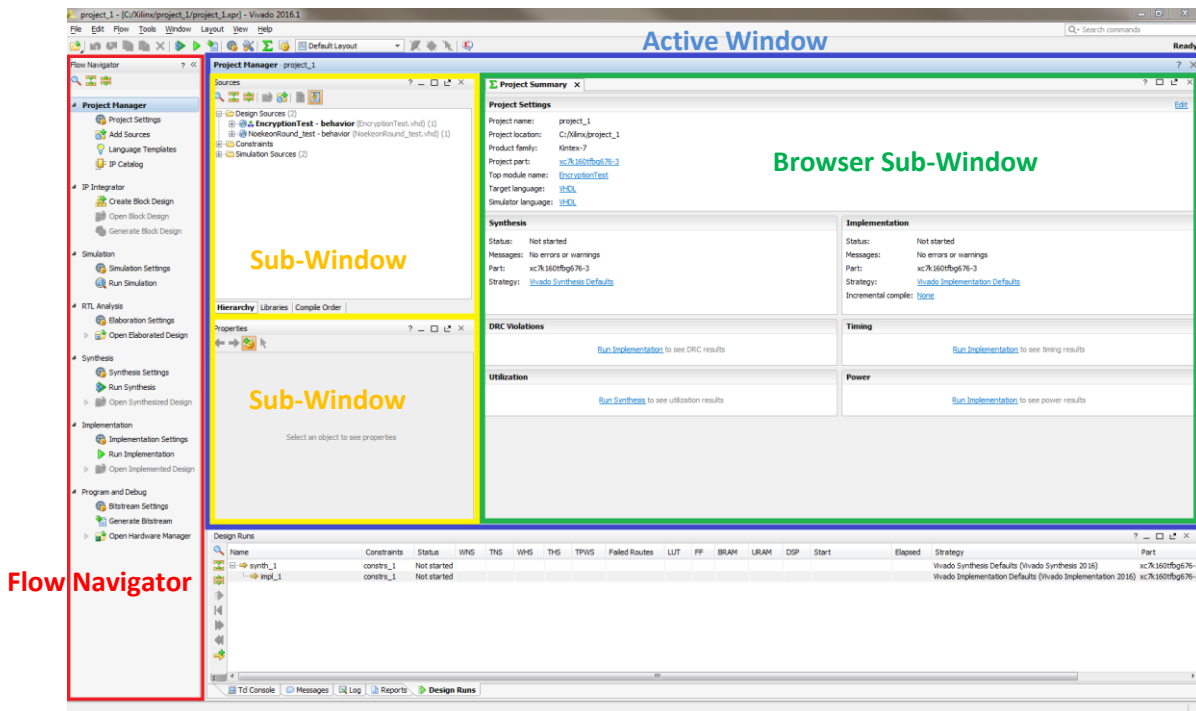 project_1 - [C:/Xilinx/project_1/project_1.xpr] - Vivado 2016.1
File Edit Flow Tools Window Layout View Help
Search commands
Default Layout
Active Window
Ready
Flow Navigator
Project Manager - project_1
Project Manager
Project Settings
Add Sources
Language Templates
IP Catalog
IP Integrator
Create Block Design
Open Block Design
Generate Block Design
Simulation
Simulation Settings
Run Simulation
RTL Analysis
Elaboration Settings
Open Elaborated Design
Synthesis
Synthesis Settings
Run Synthesis
Open Synthesized Design
Implementation
Implementation Settings
Run Implementation
Open Implemented Design
Program and Debug
Bitstream Settings
Generate Bitstream
Open Hardware Manager
Flow Navigator
Sources
Design Sources (2)
EncryptionTest - behavior (EncryptionTest.vhd) (1)
NoekeonRound_test - behavior (NoekeonRound_test.vhd) (1)
Constraints
Simulation Sources (2)
Sub-Window
Hierarchy Libraries Compile Order
Properties
Sub-Window
Select an object to see properties
Project Summary
Project Settings Edit
Project name: project_1
Project location: C:/Xilinx/project_1
Product family: Kintex-7
Project part: xc7k160tfbg676-3
Top module name: EncryptionTest
Target language: VHDL
Simulator language: VHDL
Browser Sub-Window
Synthesis
Status: Not started
Messages: No errors or warnings
Part: xc7k160tfbg676-3
Strategy: Vivado Synthesis Defaults
Implementation
Status: Not started
Messages: No errors or warnings
Part: xc7k160tfbg676-3
Strategy: Vivado Implementation Defaults
Incremental compile: None
DRC Violations
Run Implementation to see DRC results
Timing
Run Implementation to see timing results
Utilization
Run Synthesis to see utilization results
Power
Run Implementation to see power results
Design Runs
Name Constraints Status WNS TNS WHS THS TPWS Failed Routes LUT FF BRAM URAM DSP Start Elapsed Strategy Part
synth_1 constrs_1 Not started Vivado Synthesis Defaults (Vivado Synthesis 2016) xc7k160tfbg676-
impl_1 constrs_1 Not started Vivado Implementation Defaults (Vivado Implementation 2016) xc7k160tfbg676-
Tcl Console Messages Log Reports Design Runs